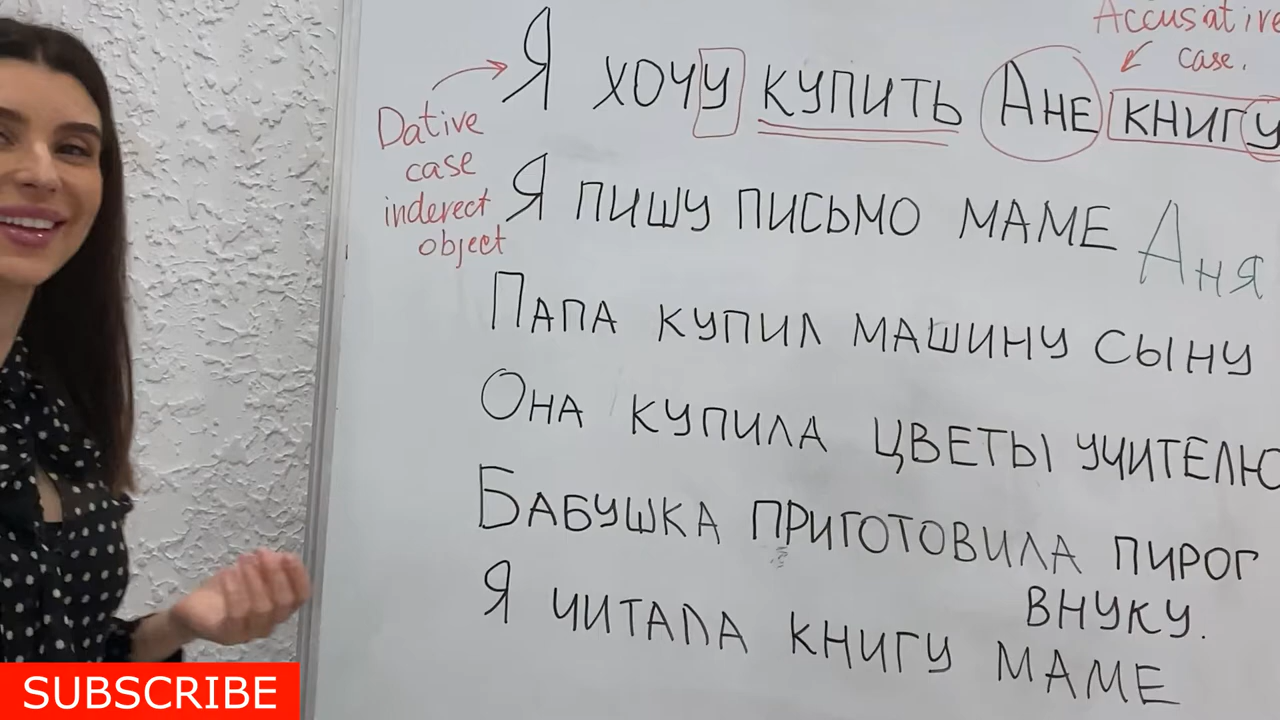 Accusative
case.
Я хочу купить Ане книгу
Dative
case
inderect
object
Я пишу письмо маме
Аня
Папа купил машину сыну
Она купила цветы учителю
Бабушка приготовила пирог
внуку.
Я читала книгу маме
SUBSCRIBE